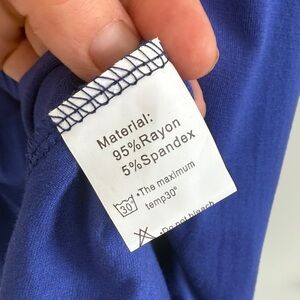 Material:
95%Rayon
5%Spandex
30 •The maximum
temp30°
•Do not bleach